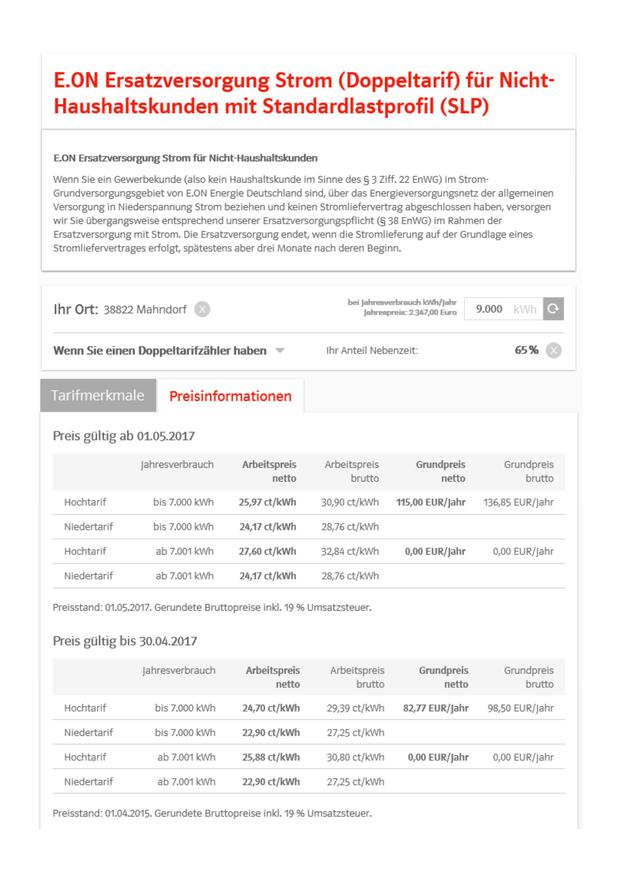 E.ON Ersatzversorgung Strom (Doppeltarif) für Nicht-
Haushaltskunden mit Standardlastprofil (SLP)
E.ON Ersatzversorgung Strom für Nicht-Haushaltskunden
Wenn Sie ein Gewerbekunde (also kein Haushaltskunde im Sinne des § 3 Ziff. 22 EnWG) im Strom-
Grundversorgungsgebiet von E.ON Energie Deutschland sind, über das Energieversorgungsnetz der allgemeinen
Versorgung in Niederspannung Strom beziehen und keinen Stromliefervertrag abgeschlossen haben, versorgen
wir Sie übergangsweise entsprechend unserer Ersatzversorgungspflicht (§ 38 EnWG) im Rahmen der
Ersatzversorgung mit Strom. Die Ersatzversorgung endet, wenn die Stromlieferung auf der Grundlage eines
Stromliefervertrages erfolgt, spätestens aber drei Monate nach deren Beginn.
Ihr Ort: 38822 Mahndorf X
bei Jahresverbrauch kWh/Jahr
Jahrespreis: 2.347,00 Euro
9.000 kWh
Wenn Sie einen Doppeltarifzähler haben Ihr Anteil Nebenzeit: 65 % X
Tarifmerkmale Preisinformationen
Preis gültig ab 01.05.2017
Jahresverbrauch Arbeitspreis Arbeitspreis Grundpreis Grundpreis
netto brutto netto brutto
Hochtarif bis 7.000 kWh 25,97 ct/kWh 30,90 ct/kWh 115,00 EUR/Jahr 136,85 EUR/Jahr
Niedertarif bis 7.000 kWh 24,17 ct/kWh 28,76 ct/kWh
Hochtarif ab 7.001 kWh 27,60 ct/kWh 32,84 ct/kWh 0,00 EUR/Jahr 0,00 EUR/Jahr
Niedertarif ab 7.001 kWh 24,17 ct/kWh 28,76 ct/kWh
Preisstand: 01.05.2017. Gerundete Bruttopreise inkl. 19 % Umsatzsteuer.
Preis gültig bis 30.04.2017
Jahresverbrauch Arbeitspreis Arbeitspreis Grundpreis Grundpreis
netto brutto netto brutto
Hochtarif bis 7.000 kWh 24,70 ct/kWh 29,39 ct/kWh 82,77 EUR/Jahr 98,50 EUR/Jahr
Niedertarif bis 7.000 kWh 22,90 ct/kWh 27,25 ct/kWh
Hochtarif ab 7.001 kWh 25,88 ct/kWh 30,80 ct/kWh 0,00 EUR/Jahr 0,00 EUR/Jahr
Niedertarif ab 7.001 kWh 22,90 ct/kWh 27,25 ct/kWh
Preisstand: 01.04.2015. Gerundete Bruttopreise inkl. 19 % Umsatzsteuer.